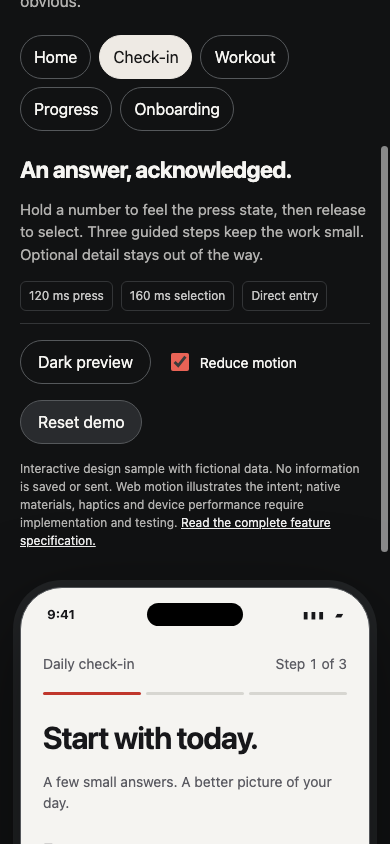 obvious.
Home
Check-in
Workout
Progress
Onboarding
An answer, acknowledged.
Hold a number to feel the press state, then release
to select. Three guided steps keep the work small.
Optional detail stays out of the way.
120 ms press
160 ms selection
Direct entry
Dark preview
Reduce motion
Reset demo
Interactive design sample with fictional data. No information
is saved or sent. Web motion illustrates the intent; native
materials, haptics and device performance require
implementation and testing. Read the complete feature
specification.
9:41
Daily check-in
Step 1 of 3
Start with today.
A few small answers. A better picture of your
day.